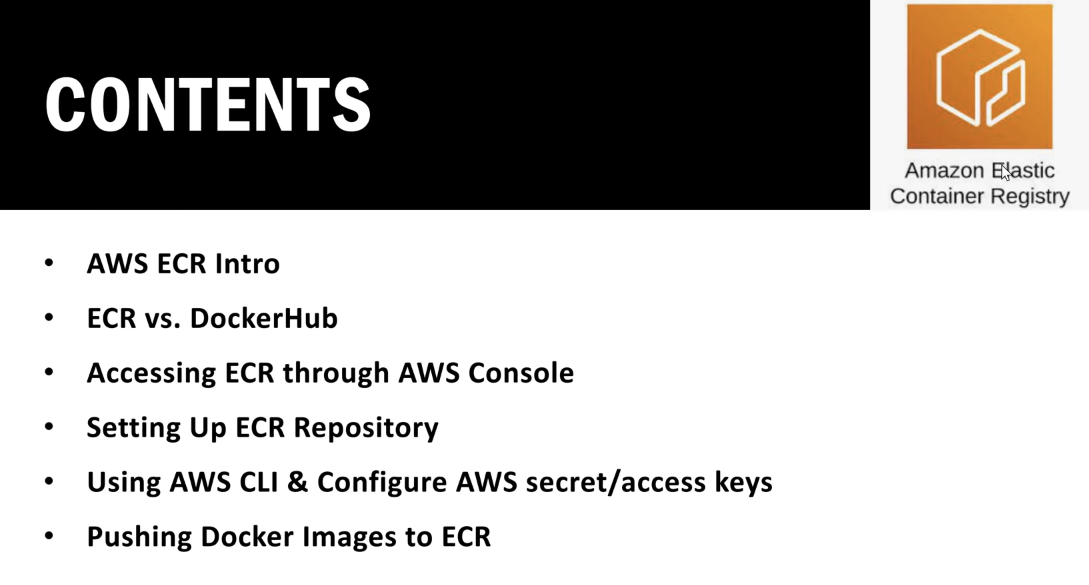 CONTENTS
Amazon Elastic
Container Registry
• AWS ECR Intro
• ECR vs. DockerHub
• Accessing ECR through AWS Console
• Setting Up ECR Repository
• Using AWS CLI & Configure AWS secret/access keys
• Pushing Docker Images to ECR